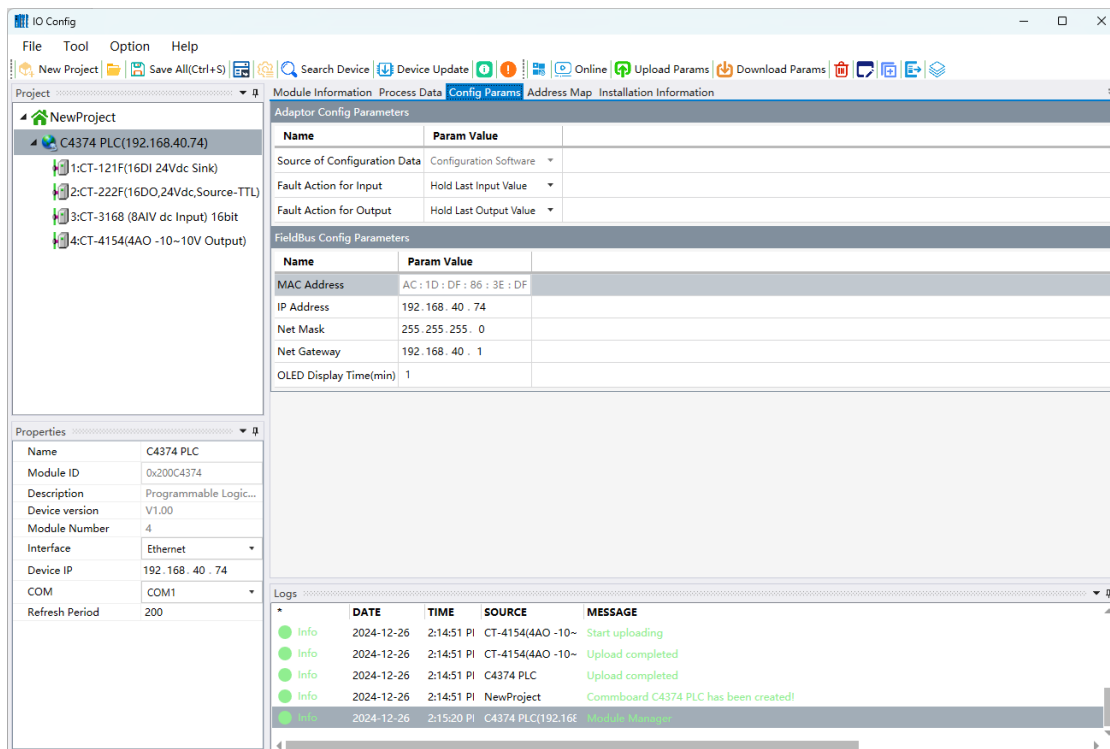 IO Config
File Tool Option Help
New Project Save All(Ctrl+S) Search Device Device Update Online Upload Params Download Params
Project
NewProject
C4374 PLC(192.168.40.74)
1:CT-121F(16DI 24Vdc Sink)
2:CT-222F(16DO,24Vdc,Source-TTL)
3:CT-3168 (8AIV dc Input) 16bit
4:CT-4154(4AO -10~10V Output)
Module Information Process Data Config Params Address Map Installation Information
Adaptor Config Parameters
Name Param Value
Source of Configuration Data Configuration Software
Fault Action for Input Hold Last Input Value
Fault Action for Output Hold Last Output Value
FieldBus Config Parameters
Name Param Value
MAC Address AC : 1D : DF : 86 : 3E : DF
IP Address 192.168. 40 . 74
Net Mask 255.255.255. 0
Net Gateway 192.168. 40 . 1
OLED Display Time(min) 1
Properties
Name C4374 PLC
Module ID 0x200C4374
Description Programmable Logic...
Device version V1.00
Module Number 4
Interface Ethernet
Device IP 192.168. 40 . 74
COM COM1
Refresh Period 200
Logs
* DATE TIME SOURCE MESSAGE
Info 2024-12-26 2:14:51 PI CT-4154(4AO -10~ Start uploading
Info 2024-12-26 2:14:51 PI CT-4154(4AO -10~ Upload completed
Info 2024-12-26 2:14:51 PI C4374 PLC Upload completed
Info 2024-12-26 2:14:51 PI NewProject Commboard C4374 PLC has been created!
Info 2024-12-26 2:15:20 PI C4374 PLC(192.168 Module Manager